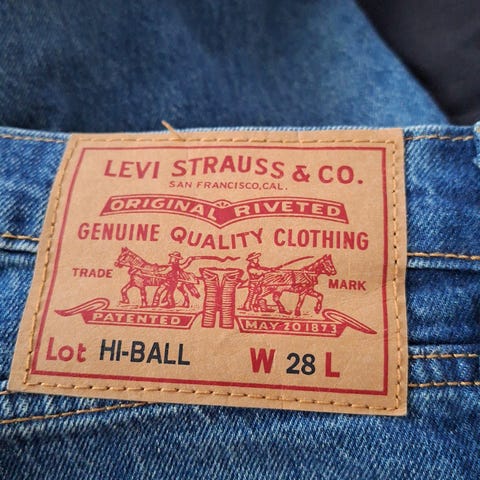 LEVI STRAUSS & CO.
SAN FRANCISCO, CAL.
ORIGINAL RIVETED
GENUINE QUALITY CLOTHING
TRADE MARK
PATENTED MAY 20 1873
Lot HI-BALL W 28 L